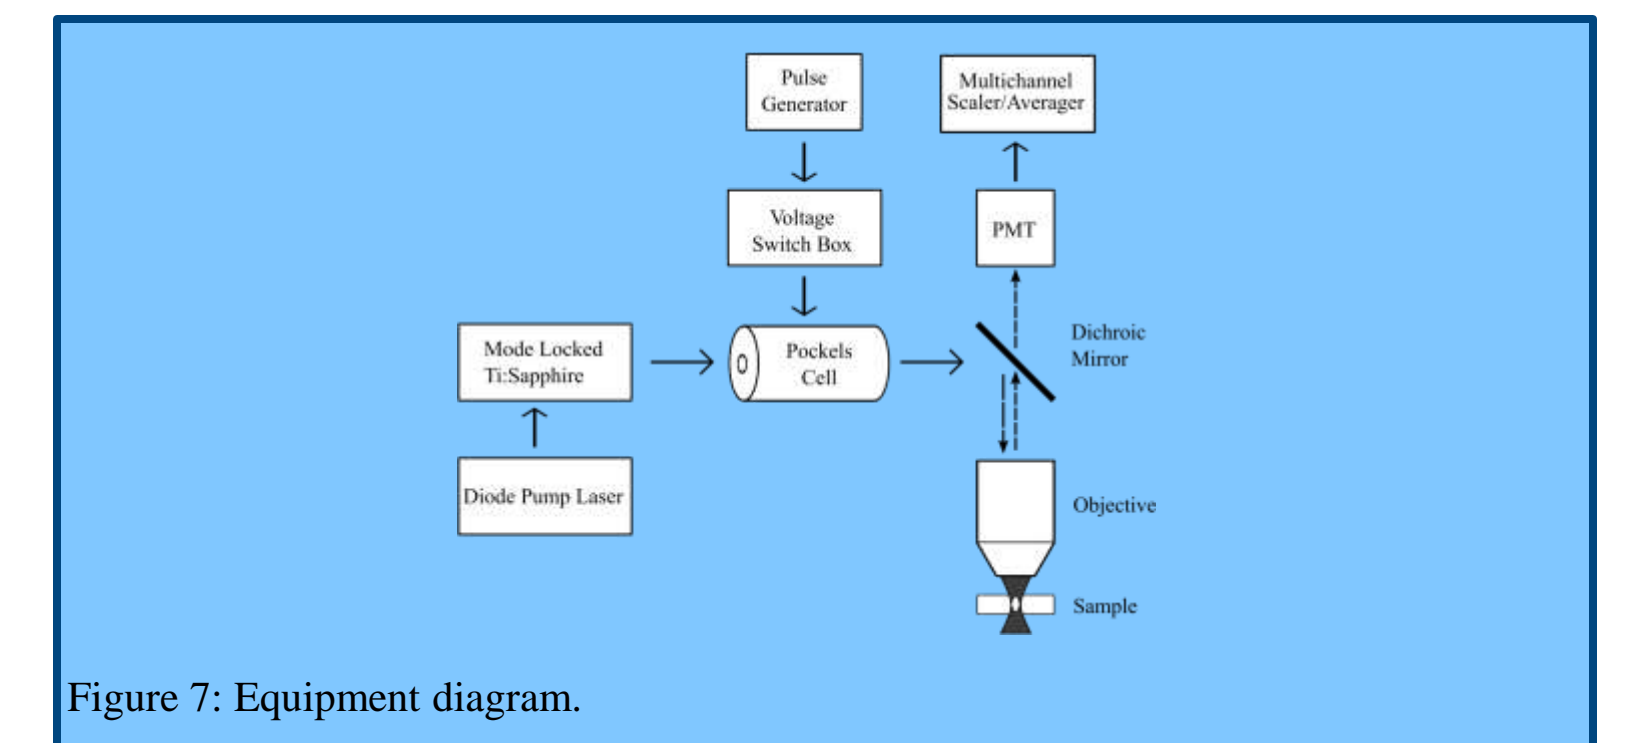 Pulse
Generator
Multichannel
Scaler/Averager
Voltage
Switch Box
PMT
Mode Locked
Ti:Sapphire
Pockels
Cell
Dichroic
Mirror
Diode Pump Laser
Objective
Sample
Figure 7: Equipment diagram.